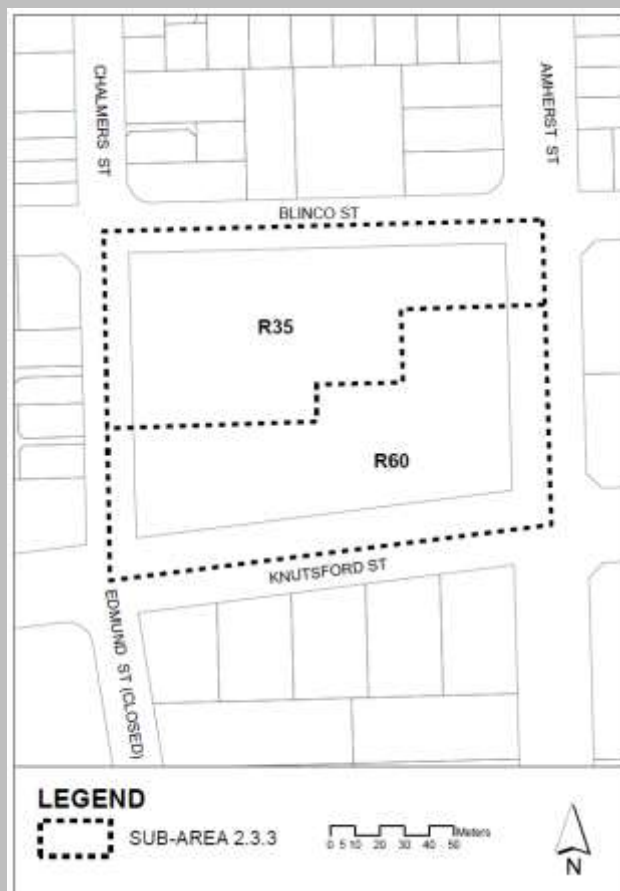 CHALMERS ST
AMHERST ST
BLINCO ST
R35
R60
KNUTSFORD ST
EDMUND ST (CLOSED)
LEGEND
SUB-AREA 2.3.3
Meters
0 5 10 20 30 40 50
N